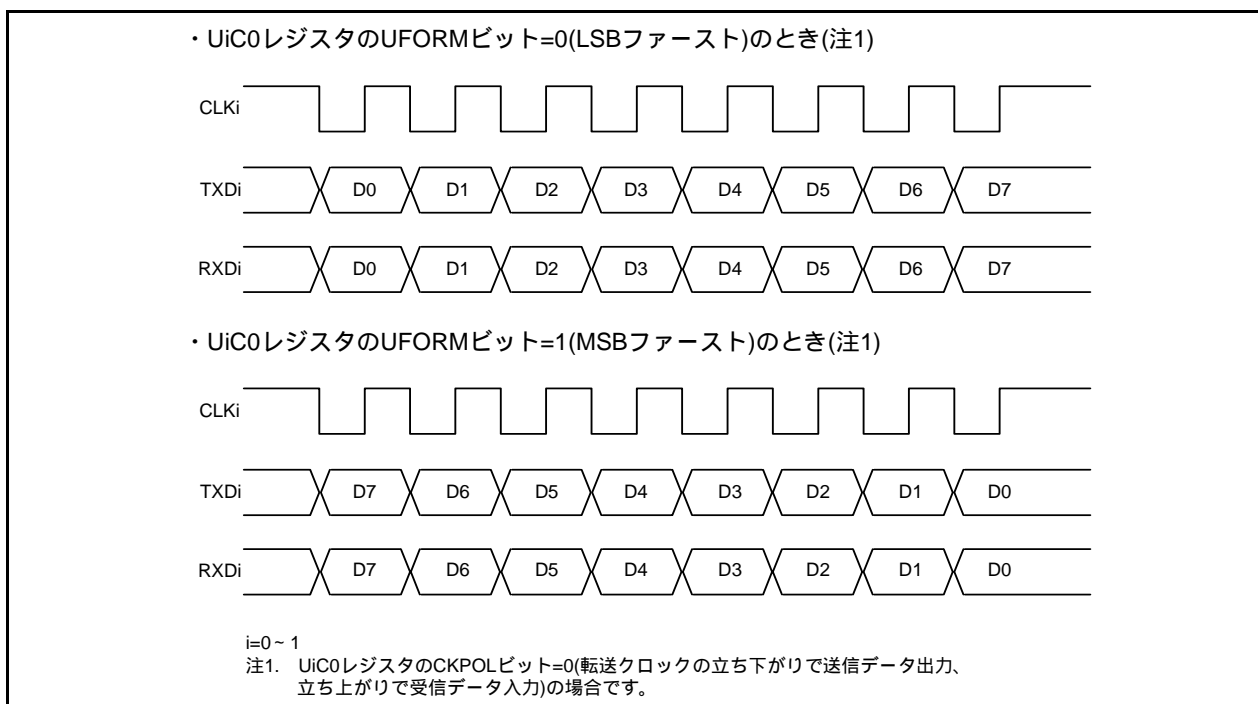 ・UiC0レジスタのUFORMビット=0(LSBファースト)のとき(注1)
CLKi
TXDi D0 D1 D2 D3 D4 D5 D6 D7
RXDi D0 D1 D2 D3 D4 D5 D6 D7
・UiC0レジスタのUFORMビット=1(MSBファースト)のとき(注1)
CLKi
TXDi D7 D6 D5 D4 D3 D2 D1 D0
RXDi D7 D6 D5 D4 D3 D2 D1 D0
i=0~1
注1. UiC0レジスタのCKPOLビット=0(転送クロックの立ち下がりで送信データ出力、
立ち上がりで受信データ入力)の場合です。